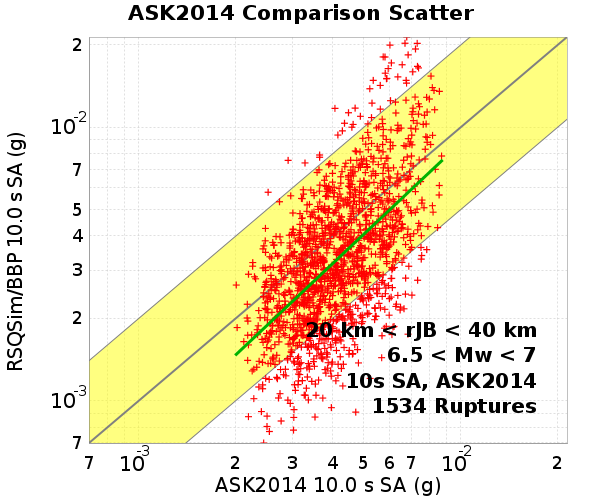 ASK2014 Comparison Scatter
RSQSim/BBP 10.0 s SA (g)
2
10-2
7
5
4
3
2
10-3
7
20 km < rJB < 40 km
6.5 < Mw < 7
10s SA, ASK2014
1534 Ruptures
7 10-3 2 3 4 5 6 7 10-2 2
ASK2014 10.0 s SA (g)